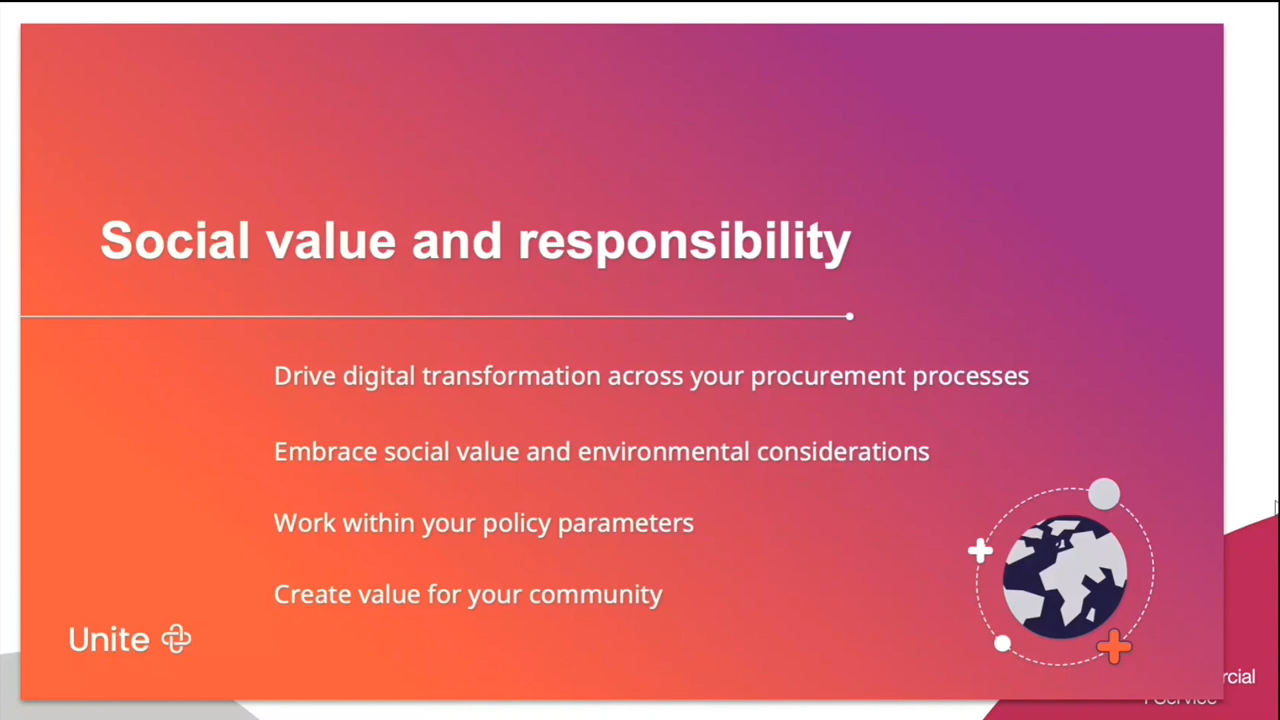 Social value and responsibility
Drive digital transformation across your procurement processes
Embrace social value and environmental considerations
Work within your policy parameters
Create value for your community
Unite